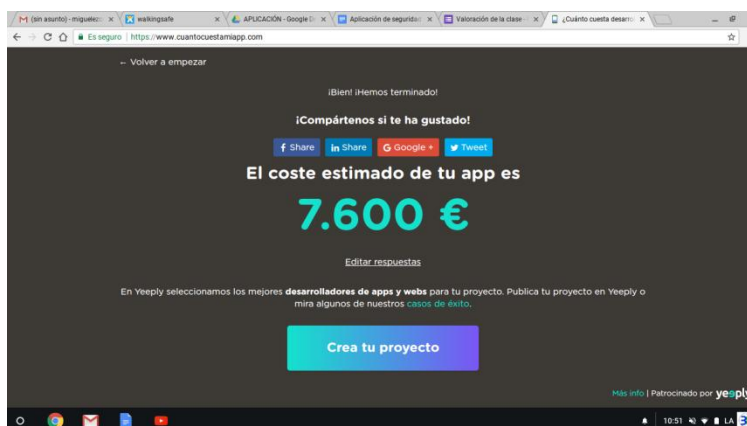 (sin asunto) - miguelezo
walkingsafe
APLICACIÓN - Google D
Aplicación de seguridad
Valoración de la clase
¿Cuánto cuesta desarro
Es seguro | https://www.cuantocuestamiapp.com
← Volver a empezar
¡Bien! ¡Hemos terminado!
¡Compártenos si te ha gustado!
f Share
in Share
G Google +
Tweet
El coste estimado de tu app es
7.600 €
Editar respuestas
En Yeeply seleccionamos los mejores desarrolladores de apps y webs para tu proyecto. Publica tu proyecto en Yeeply o
mira algunos de nuestros casos de éxito.
Crea tu proyecto
Más info | Patrocinado por yeeply
10:51
LA
3